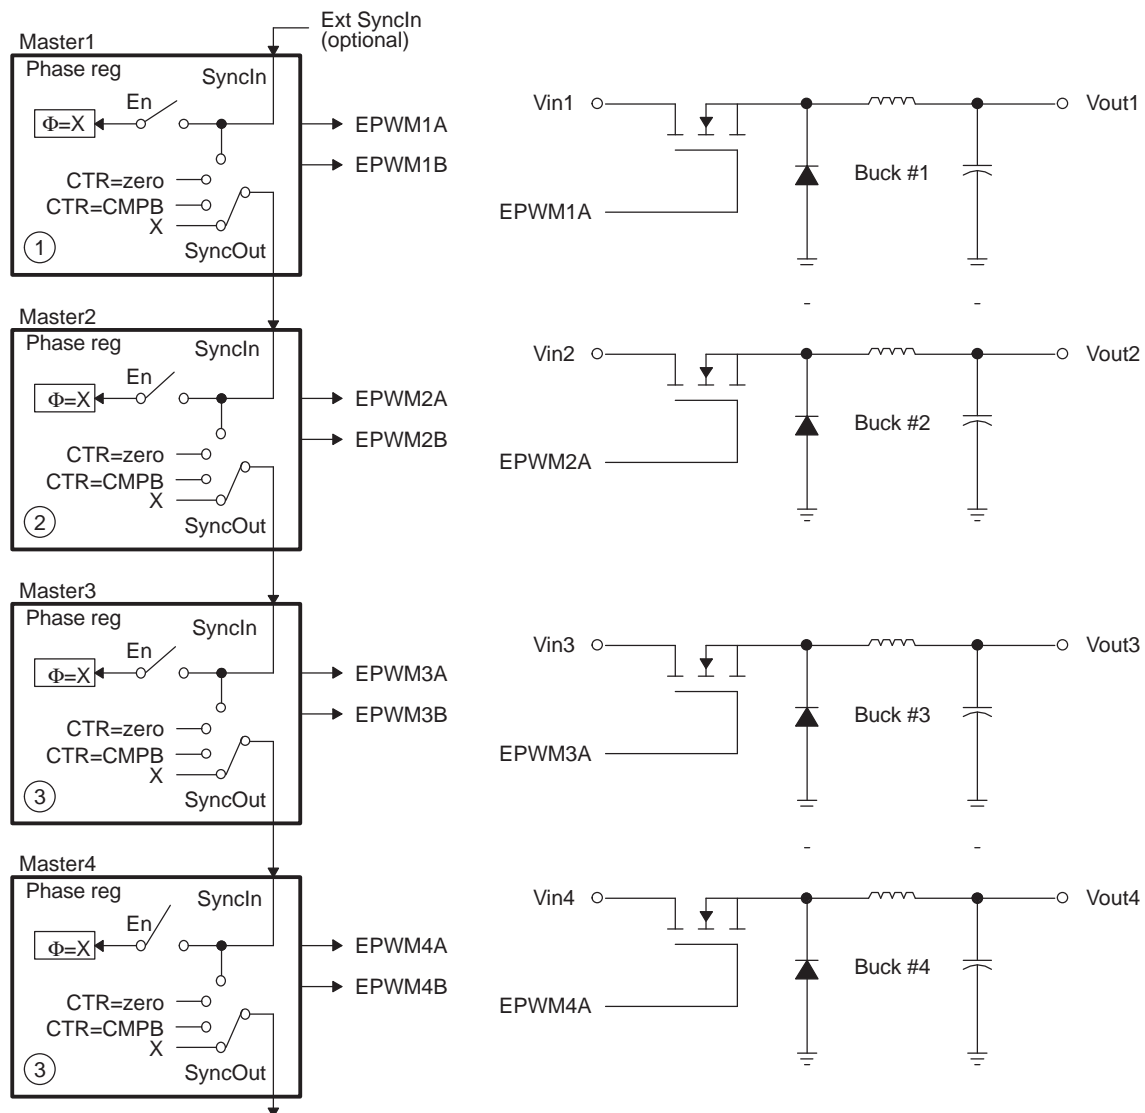 Ext SyncIn
(optional)
Master1
Phase reg
SyncIn
En
Φ=X
EPWM1A
EPWM1B
CTR=zero
CTR=CMPB
X
SyncOut
1
Vin1
Vout1
Buck #1
EPWM1A
Master2
Phase reg
SyncIn
En
Φ=X
EPWM2A
EPWM2B
CTR=zero
CTR=CMPB
X
SyncOut
2
Vin2
Vout2
Buck #2
EPWM2A
Master3
Phase reg
SyncIn
En
Φ=X
EPWM3A
EPWM3B
CTR=zero
CTR=CMPB
X
SyncOut
3
Vin3
Vout3
Buck #3
EPWM3A
Master4
Phase reg
SyncIn
En
Φ=X
EPWM4A
EPWM4B
CTR=zero
CTR=CMPB
X
SyncOut
3
Vin4
Vout4
Buck #4
EPWM4A